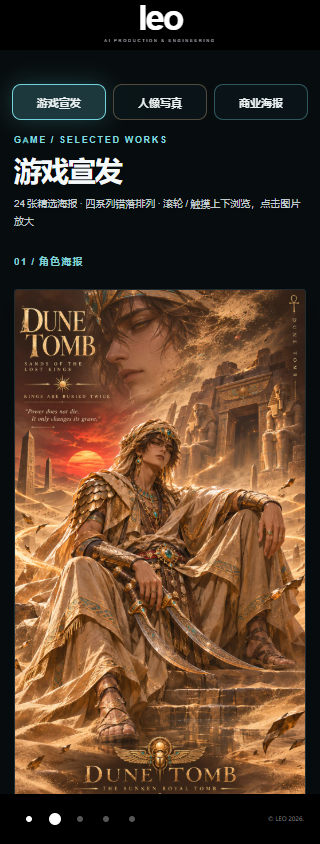 leo
AI PRODUCTION & ENGINEERING
游戏宣发
人像写真
商业海报
GAME / SELECTED WORKS
游戏宣发
24 张精选海报 · 四系列错落排列 · 滚轮 / 触摸上下浏览，点击图片
放大
01 / 角色海报
DUNE
TOMB
SANDS OF THE
LOST KINGS
KINGS ARE BURIED TWICE
"Power does not die.
It only changes its grave."
DUNE TOMB
DUNE TOMB
THE SUNKEN ROYAL TOMB
© LEO 2026.